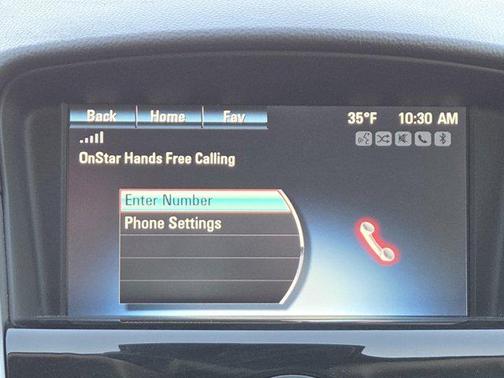 Back Home Fav 35°F 10:30 AM
OnStar Hands Free Calling
Enter Number
Phone Settings